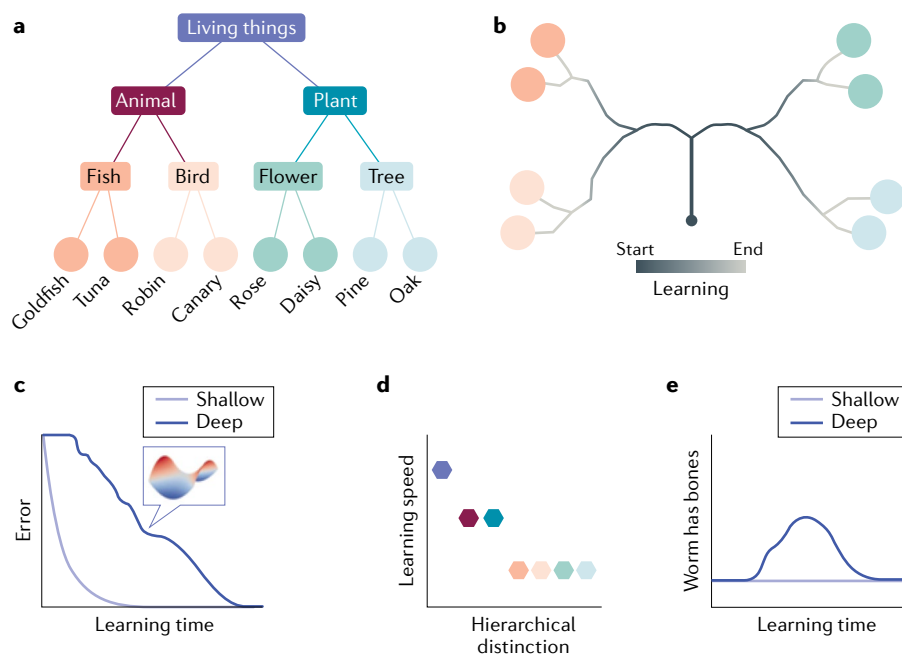 a
Living things
Animal
Plant
Fish
Bird
Flower
Tree
Goldfish
Tuna
Robin
Canary
Rose
Daisy
Pine
Oak
b
Start
End
Learning
c
Shallow
Deep
Error
Learning time
d
Learning speed
Hierarchical
distinction
e
Shallow
Deep
Worm has bones
Learning time